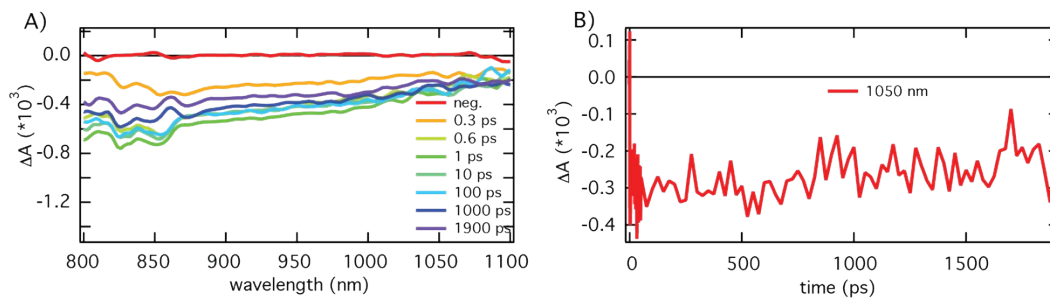 A)
0.0
-0.4
-0.8
-1.2
ΔA (*10³)
neg.
0.3 ps
0.6 ps
1 ps
10 ps
100 ps
1000 ps
1900 ps
800 850 900 950 1000 1050 1100
wavelength (nm)
B)
0.1
0.0
-0.1
-0.2
-0.3
-0.4
ΔA (*10³)
1050 nm
0 500 1000 1500
time (ps)